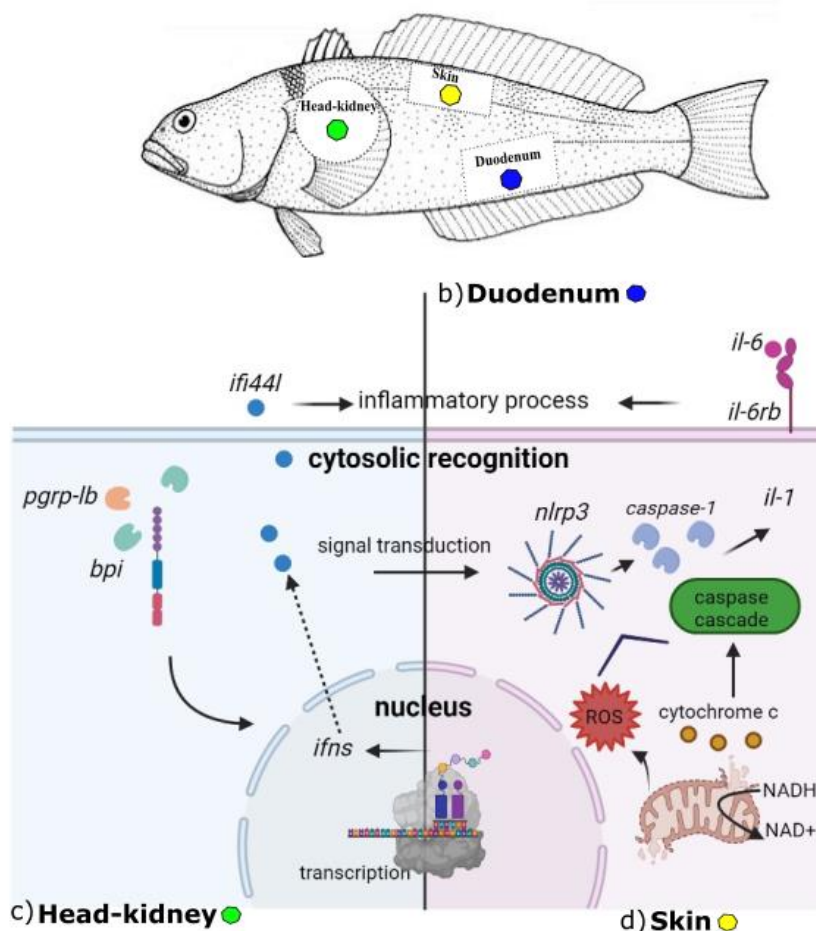 Skin
Head-kidney
Duodenum
b) Duodenum
il-6
ifi44l
inflammatory process
il-6rb
cytosolic recognition
pgrp-lb
nlrp3
caspase-1
il-1
signal transduction
bpi
caspase
cascade
nucleus
ROS
cytochrome c
ifns
NADH
NAD+
transcription
c) Head-kidney
d) Skin